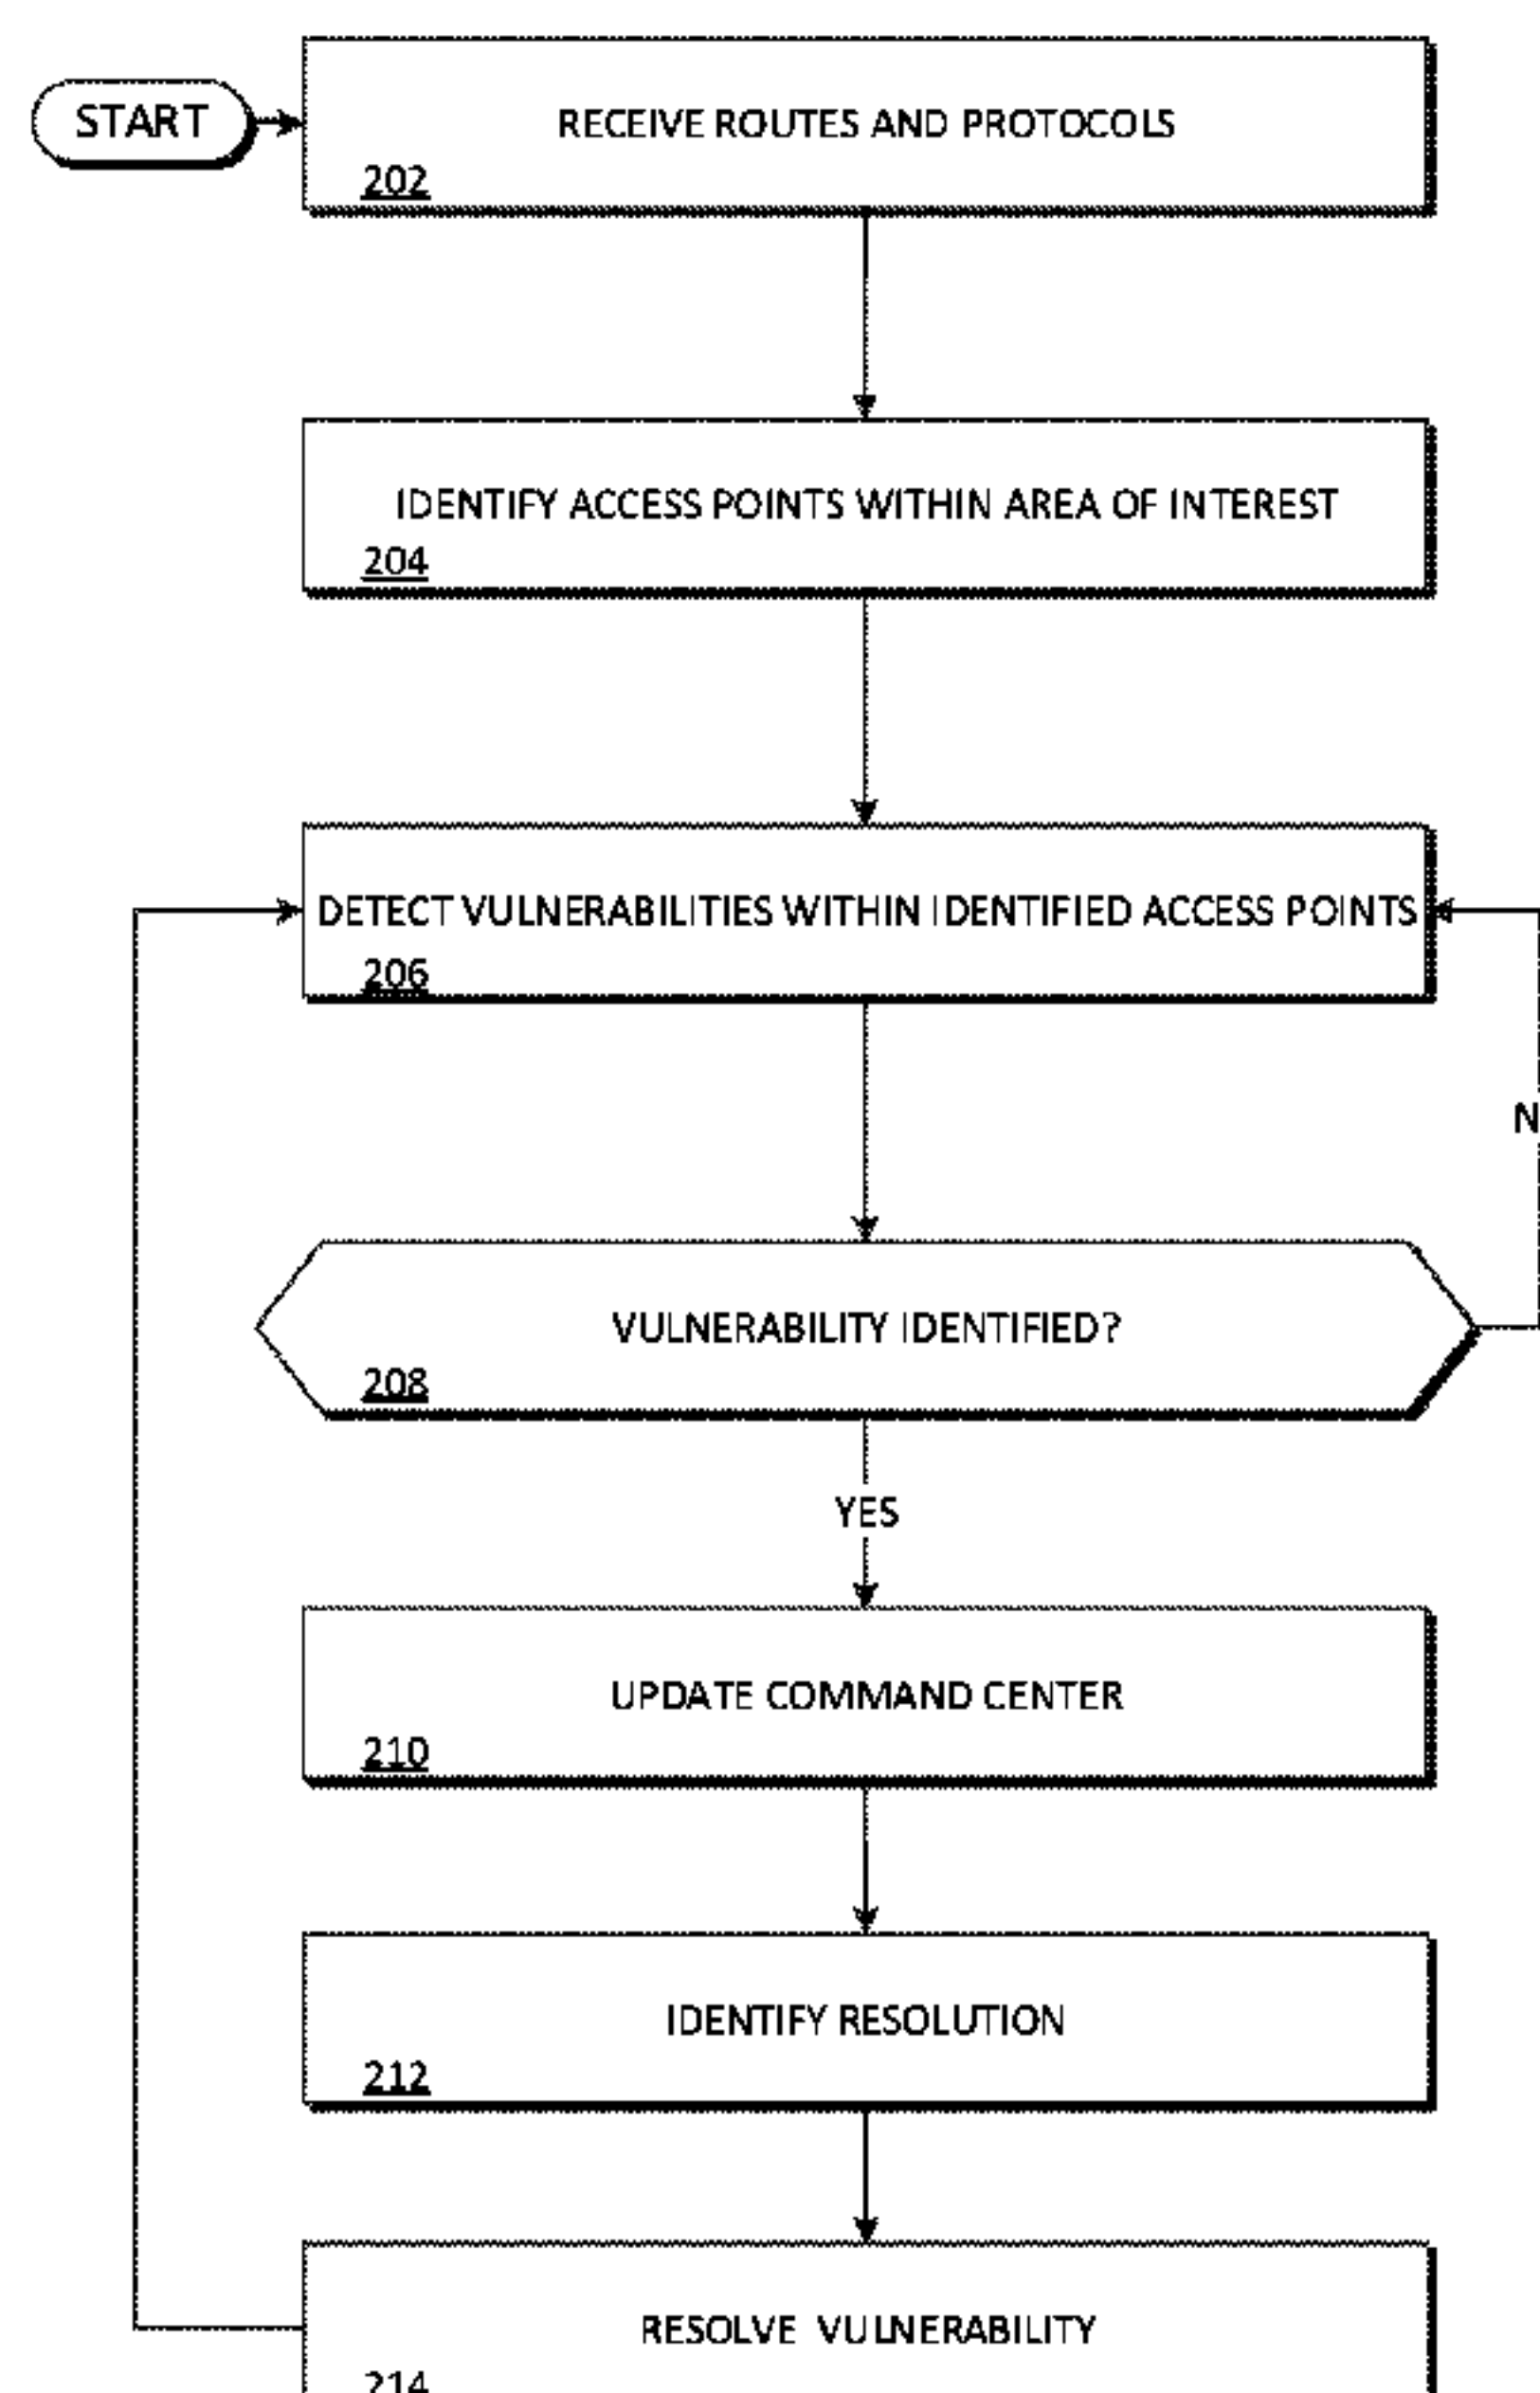 START
RECEIVE ROUTES AND PROTOCOLS
202
IDENTIFY ACCESS POINTS WITHIN AREA OF INTEREST
204
DETECT VULNERABILITIES WITHIN IDENTIFIED ACCESS POINTS
206
N
VULNERABILITY IDENTIFIED?
208
YES
UPDATE COMMAND CENTER
210
IDENTIFY RESOLUTION
212
RESOLVE VULNERABILITY
214